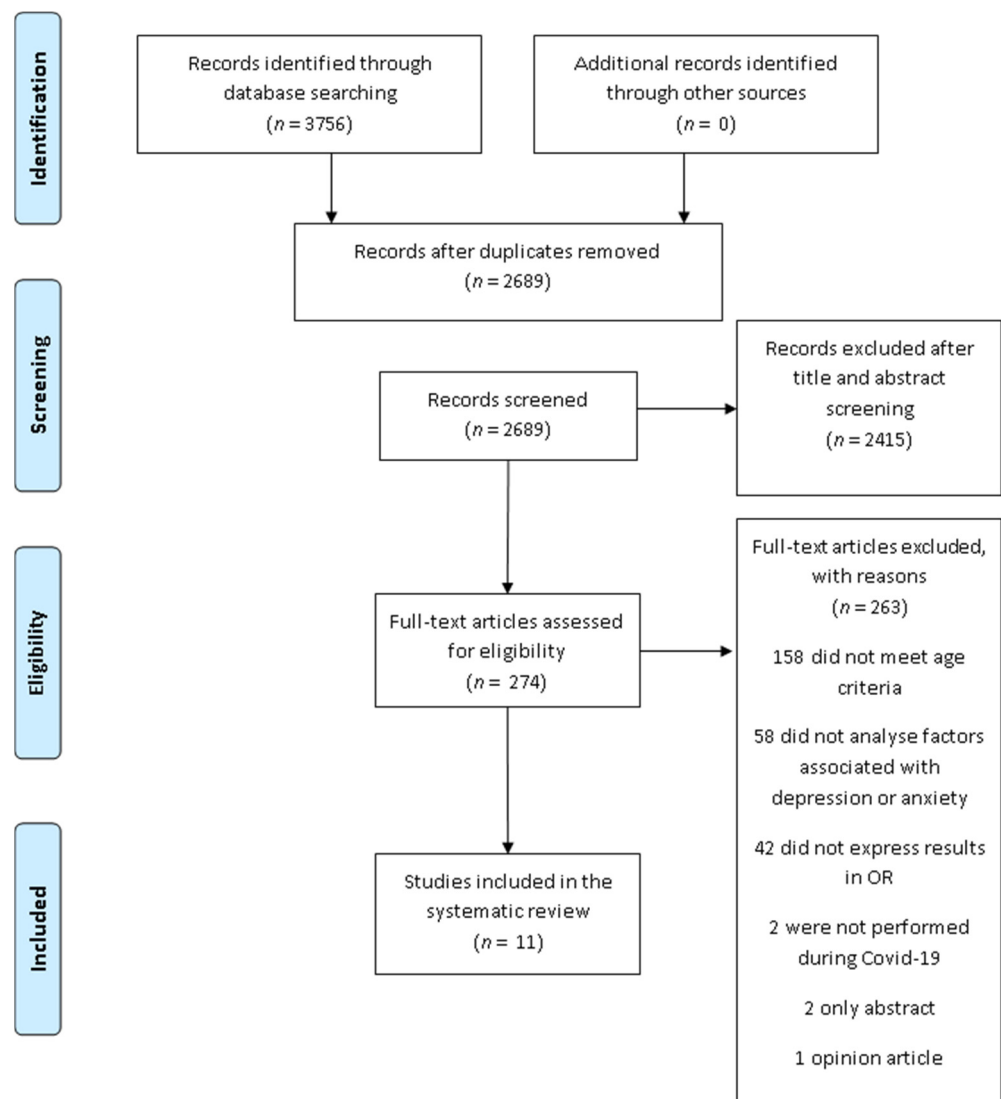 Identification
Records identified through
database searching
(n = 3756)
Additional records identified
through other sources
(n = 0)
Records after duplicates removed
(n = 2689)
Screening
Records screened
(n = 2689)
Records excluded after
title and abstract
screening
(n = 2415)
Eligibility
Full-text articles assessed
for eligibility
(n = 274)
Full-text articles excluded,
with reasons
(n = 263)
158 did not meet age
criteria
58 did not analyse factors
associated with
depression or anxiety
42 did not express results
in OR
2 were not performed
during Covid-19
2 only abstract
1 opinion article
Included
Studies included in the
systematic review
(n = 11)